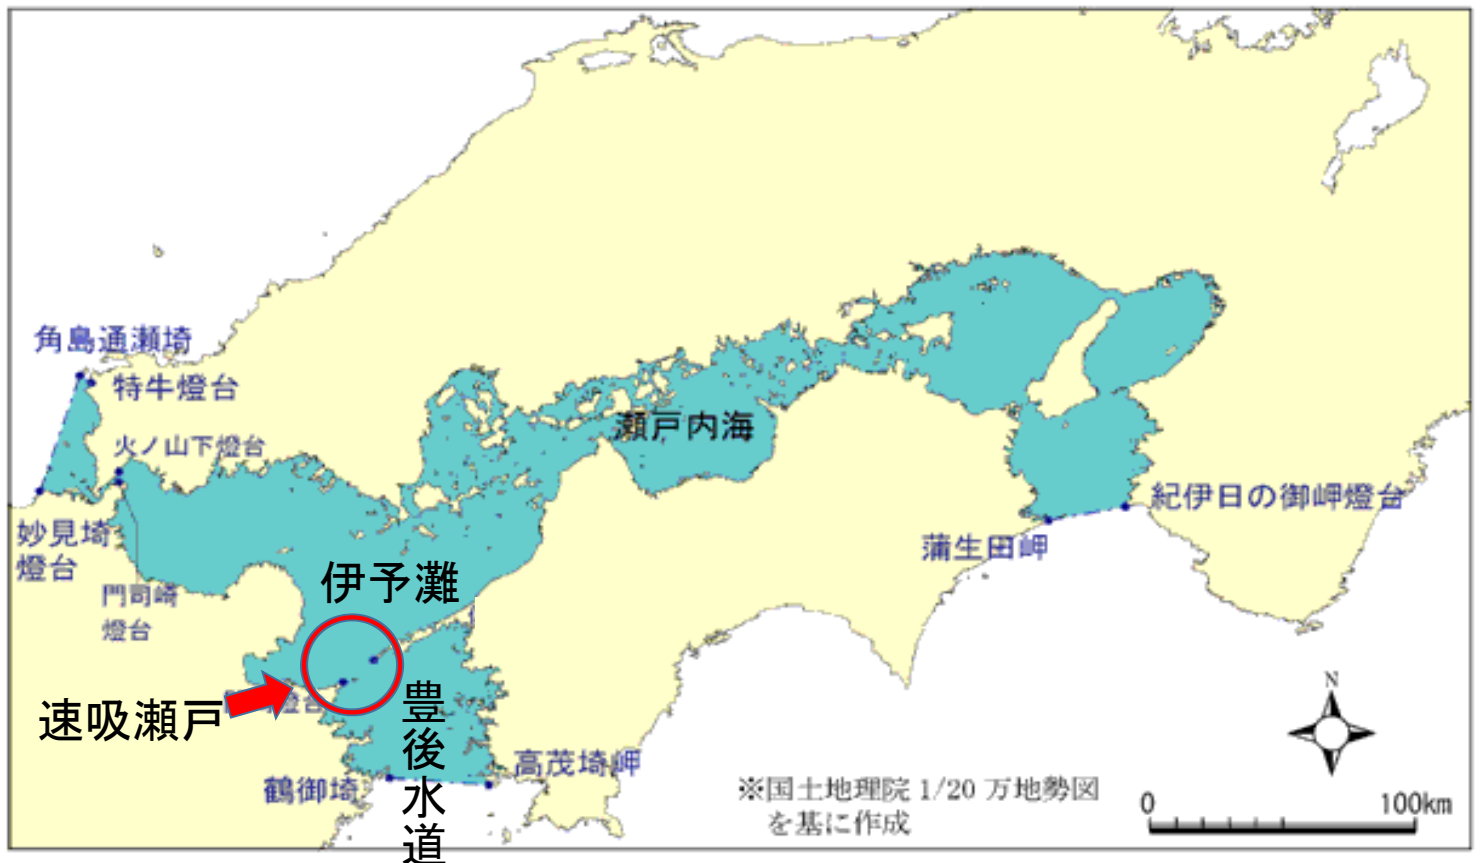 角島通瀬埼
特牛燈台
火ノ山下燈台
瀬戸内海
紀伊日の御岬燈台
妙見埼
燈台
蒲生田岬
伊予灘
門司崎
燈台
速吸瀬戸
燈台
豊後水道
高茂埼岬
鶴御埼
N
※国土地理院 1/20 万地勢図
を基に作成
0
100km